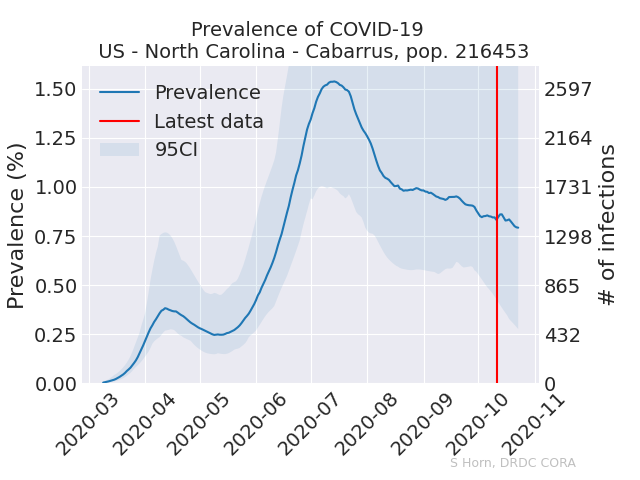 Prevalence of COVID-19
US - North Carolina - Cabarrus, pop. 216453
Prevalence (%)
1.50
1.25
1.00
0.75
0.50
0.25
0.00
Prevalence
Latest data
95CI
2597
2164
1731
1298
865
432
0
# of infections
2020-03
2020-04
2020-05
2020-06
2020-07
2020-08
2020-09
2020-10
2020-11
S Horn, DRDC CORA